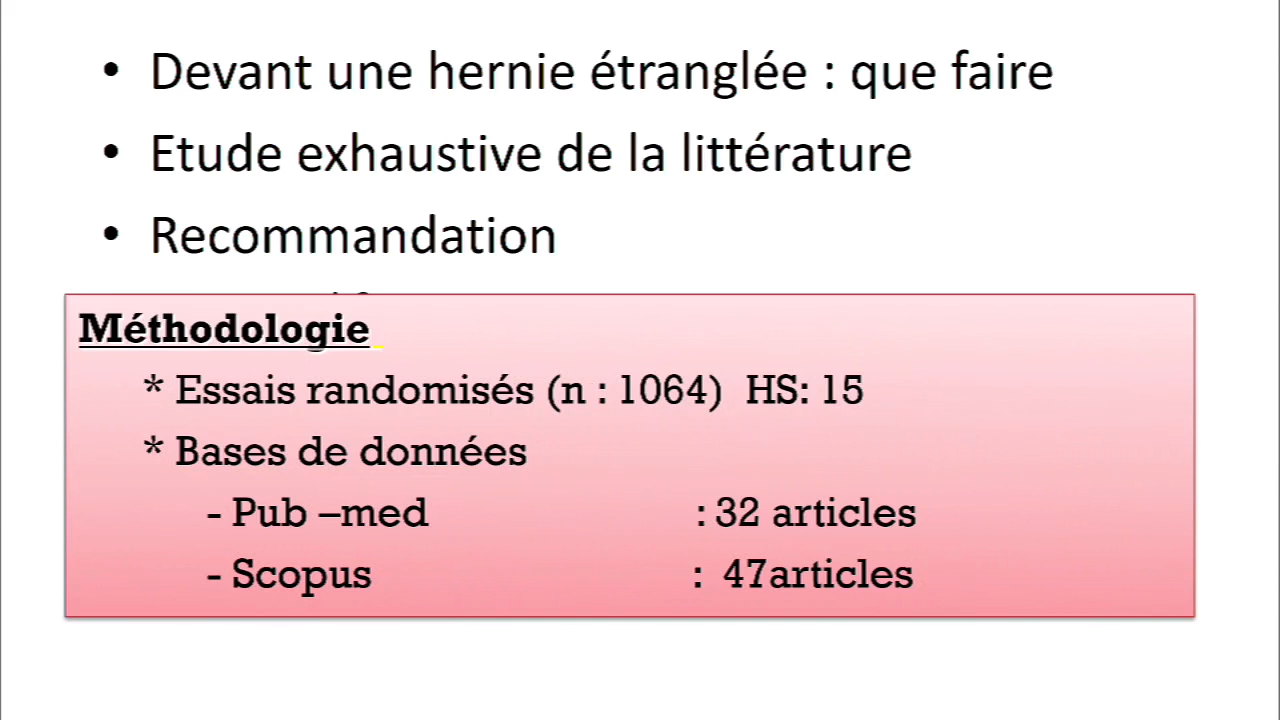 • Devant une hernie étranglée : que faire
• Etude exhaustive de la littérature
• Recommandation
Méthodologie
* Essais randomisés (n : 1064) HS: 15
* Bases de données
- Pub –med : 32 articles
- Scopus : 47articles